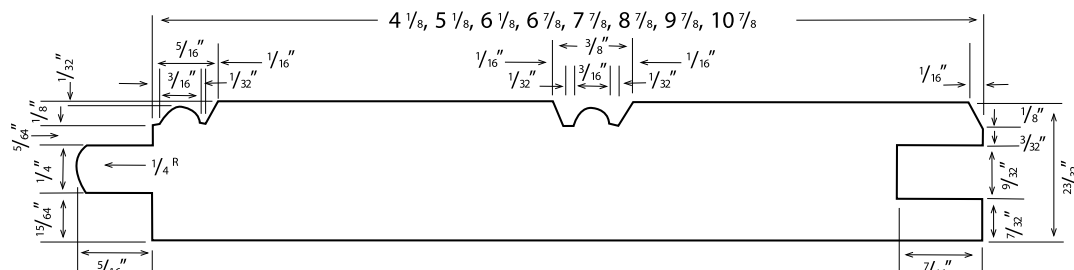 4 1/8, 5 1/8, 6 1/8, 6 7/8, 7 7/8, 8 7/8, 9 7/8, 10 7/8
5/16" 1/16" 1/16" 3/8" 1/16" 1/16"
1/32" 3/16" 1/32" 1/32" 3/16" 1/32"
1/8" 1/8"
5/64" 3/32"
1/4" 1/4 R 9/32" 23/32"
15/64" 7/32"
5/16"